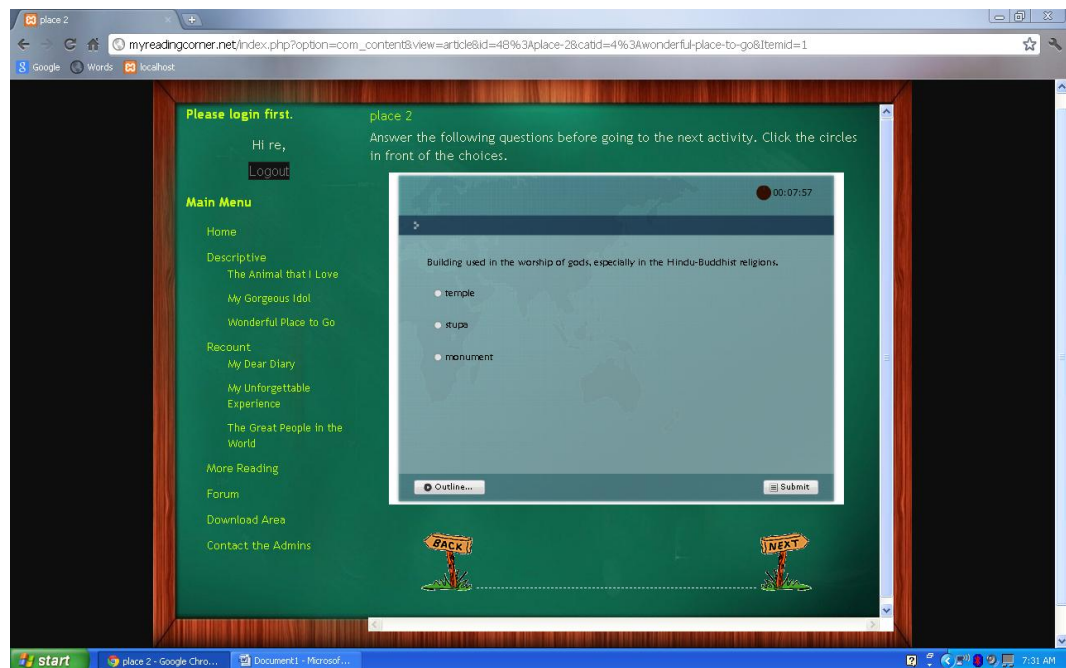 place 2
myreadingcorner.net/index.php?option=com_content&view=article&id=48%3Aplace-2&catid=4%3Awonderful-place-to-go&Itemid=1
Google Words localhost
Please login first.
Hi re,
Logout
Main Menu
Home
Descriptive
The Animal that I Love
My Gorgeous Idol
Wonderful Place to Go
Recount
My Dear Diary
My Unforgettable
Experience
The Great People in the
World
More Reading
Forum
Download Area
Contact the Admins
place 2
Answer the following questions before going to the next activity. Click the circles
in front of the choices.
00:07:57
Building used in the worship of gods, especially in the Hindu-Buddhist religions.
temple
stupa
monument
Outline...
Submit
BACK
NEXT
start
place 2 - Google Chro...
Document1 - Microsof...
7:31 AM